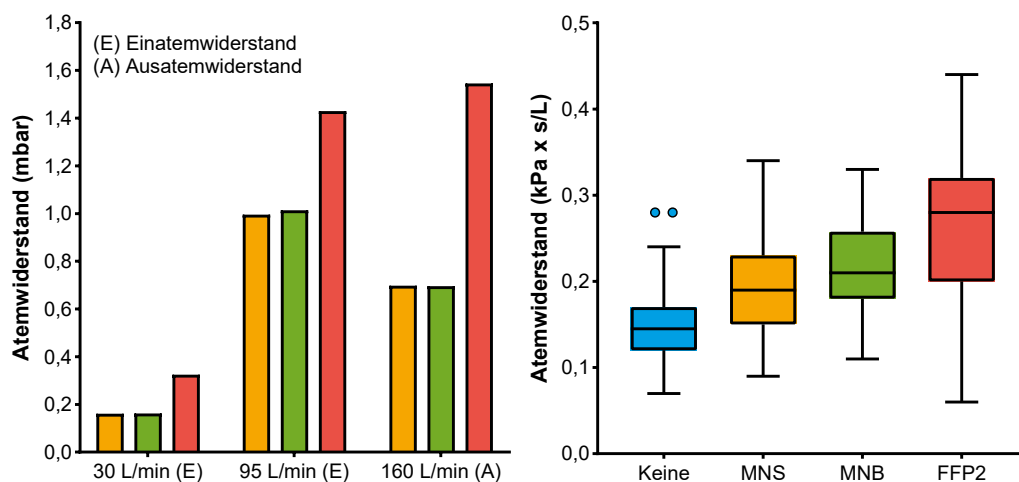 Atemwiderstand (mbar)
1,8
1,6
1,4
1,2
1,0
0,8
0,6
0,4
0,2
0,0
(E) Einatemwiderstand
(A) Ausatemwiderstand
30 L/min (E) 95 L/min (E) 160 L/min (A)
Atemwiderstand (kPa x s/L)
0,5
0,4
0,3
0,2
0,1
0,0
Keine MNS MNB FFP2